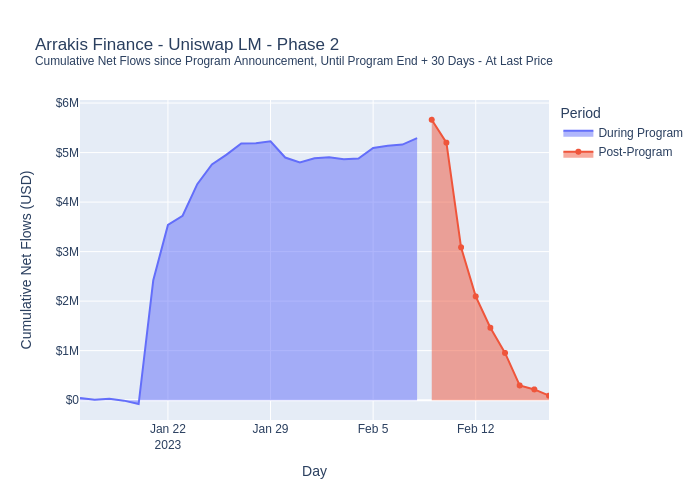 Arrakis Finance - Uniswap LM - Phase 2
Cumulative Net Flows since Program Announcement, Until Program End + 30 Days - At Last Price
Period
During Program
Post-Program
Cumulative Net Flows (USD)
$6M
$5M
$4M
$3M
$2M
$1M
$0
Jan 22
2023
Jan 29
Feb 5
Feb 12
Day